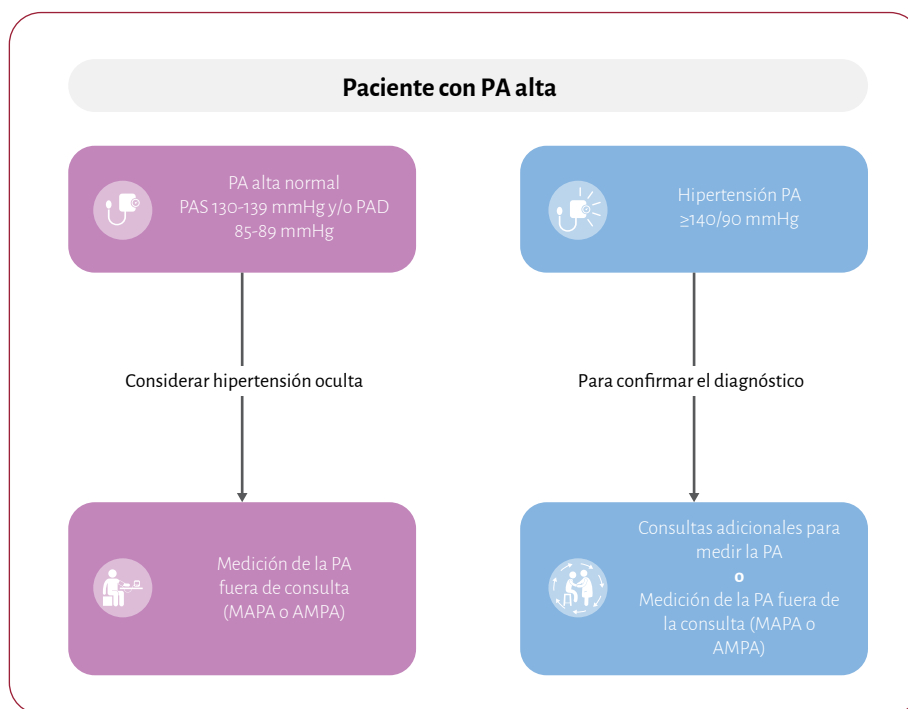 Paciente con PA alta
PA alta normal
PAS 130-139 mmHg y/o PAD
85-89 mmHg
Hipertensión PA
≥140/90 mmHg
Considerar hipertensión oculta
Para confirmar el diagnóstico
Medición de la PA
fuera de consulta
(MAPA o AMPA)
Consultas adicionales para
medir la PA
o
Medición de la PA fuera de
la consulta (MAPA o
AMPA)